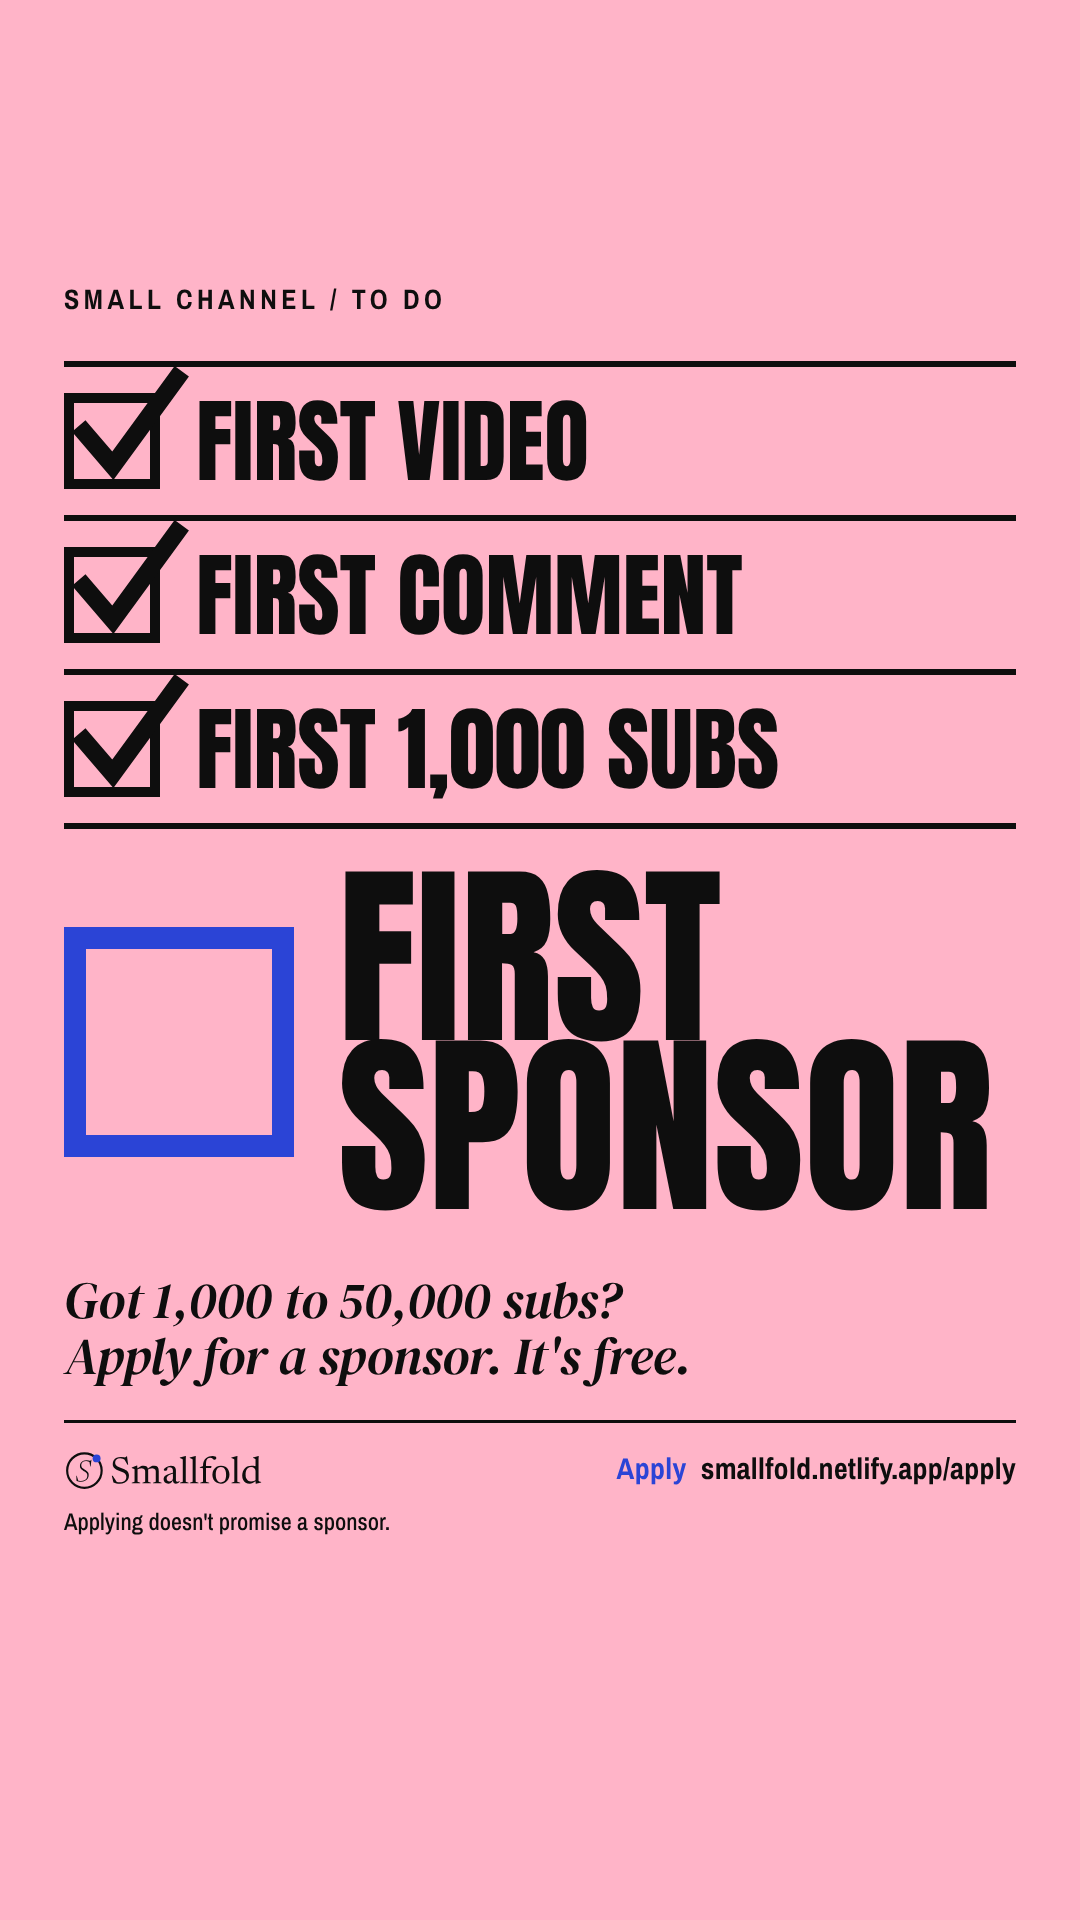 SMALL CHANNEL / TO DO
FIRST VIDEO
FIRST COMMENT
FIRST 1,000 SUBS
FIRST
SPONSOR
Got 1,000 to 50,000 subs?
Apply for a sponsor. It's free.
S Smallfold
Apply smallfold.netlify.app/apply
Applying doesn't promise a sponsor.